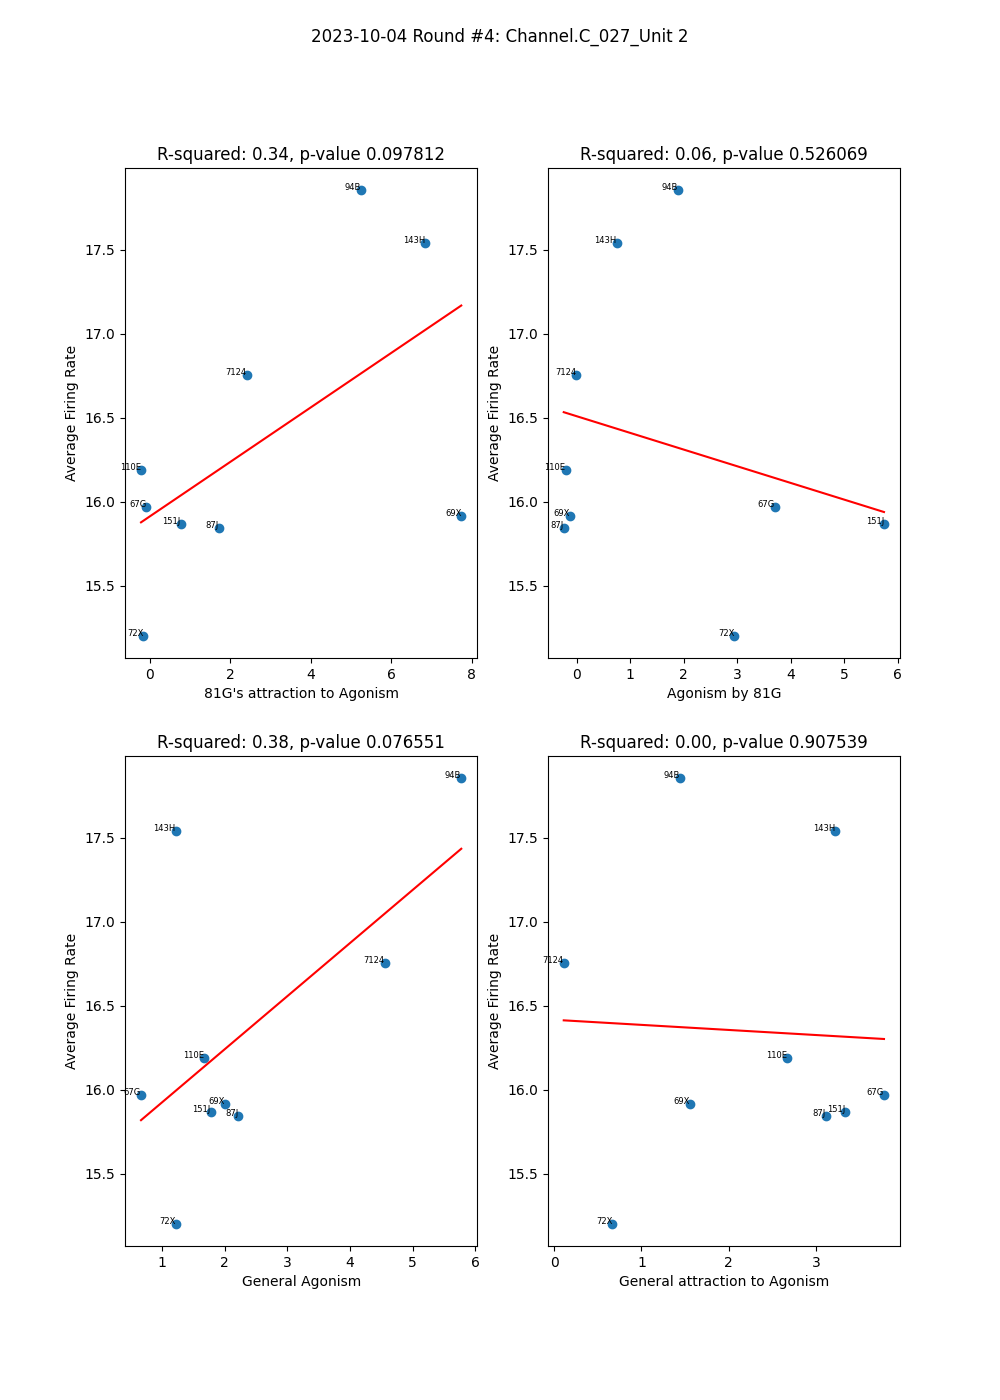 2023-10-04 Round #4: Channel.C_027_Unit 2
R-squared: 0.34, p-value 0.097812
94B
143H
7124
110E
67G
151J
87J
69X
72X
17.5
17.0
16.5
16.0
15.5
Average Firing Rate
0 2 4 6 8
81G's attraction to Agonism
R-squared: 0.06, p-value 0.526069
94B
143H
7124
110E
69X
87J
67G
151J
72X
17.5
17.0
16.5
16.0
15.5
Average Firing Rate
0 1 2 3 4 5 6
Agonism by 81G
R-squared: 0.38, p-value 0.076551
94B
143H
7124
110E
67G
69X
151J
87J
72X
17.5
17.0
16.5
16.0
15.5
Average Firing Rate
1 2 3 4 5 6
General Agonism
R-squared: 0.00, p-value 0.907539
94B
143H
7124
110E
69X
67G
87J
151J
72X
17.5
17.0
16.5
16.0
15.5
Average Firing Rate
0 1 2 3
General attraction to Agonism